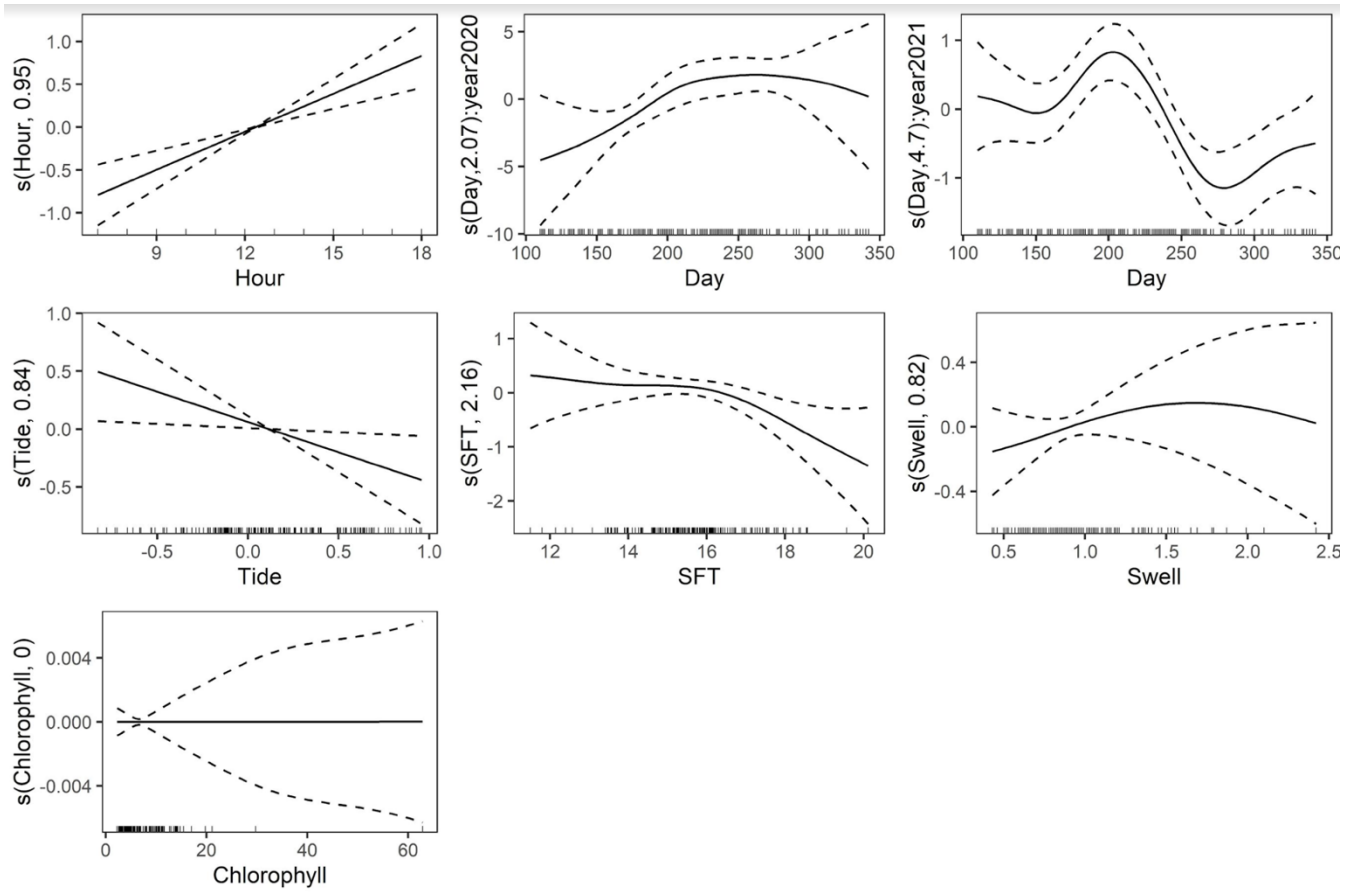 s(Hour, 0.95)
1.0
0.5
0.0
-0.5
-1.0
9 12 15 18
Hour
s(Day,2.07):year2020
5
0
-5
-10
100 150 200 250 300 350
Day
s(Day,4.7):year2021
1
0
-1
100 150 200 250 300 350
Day
s(Tide, 0.84)
1.0
0.5
0.0
-0.5
-0.5 0.0 0.5 1.0
Tide
s(SFT, 2.16)
1
0
-1
-2
12 14 16 18 20
SFT
s(Swell, 0.82)
0.4
0.0
-0.4
0.5 1.0 1.5 2.0 2.5
Swell
s(Chlorophyll, 0)
0.004
0.000
-0.004
0 20 40 60
Chlorophyll